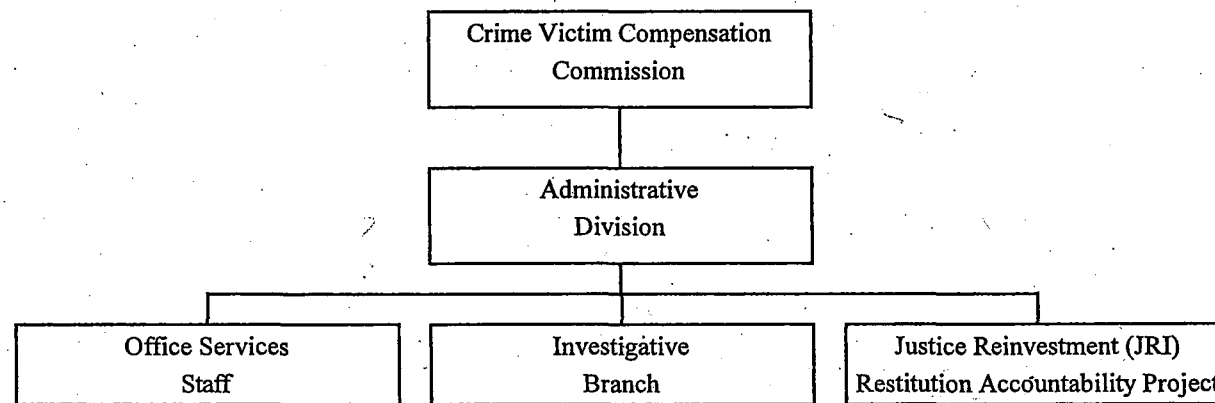 Crime Victim Compensation
Commission
Administrative
Division
Office Services
Staff
Investigative
Branch
Justice Reinvestment (JRI)
Restitution Accountability Project